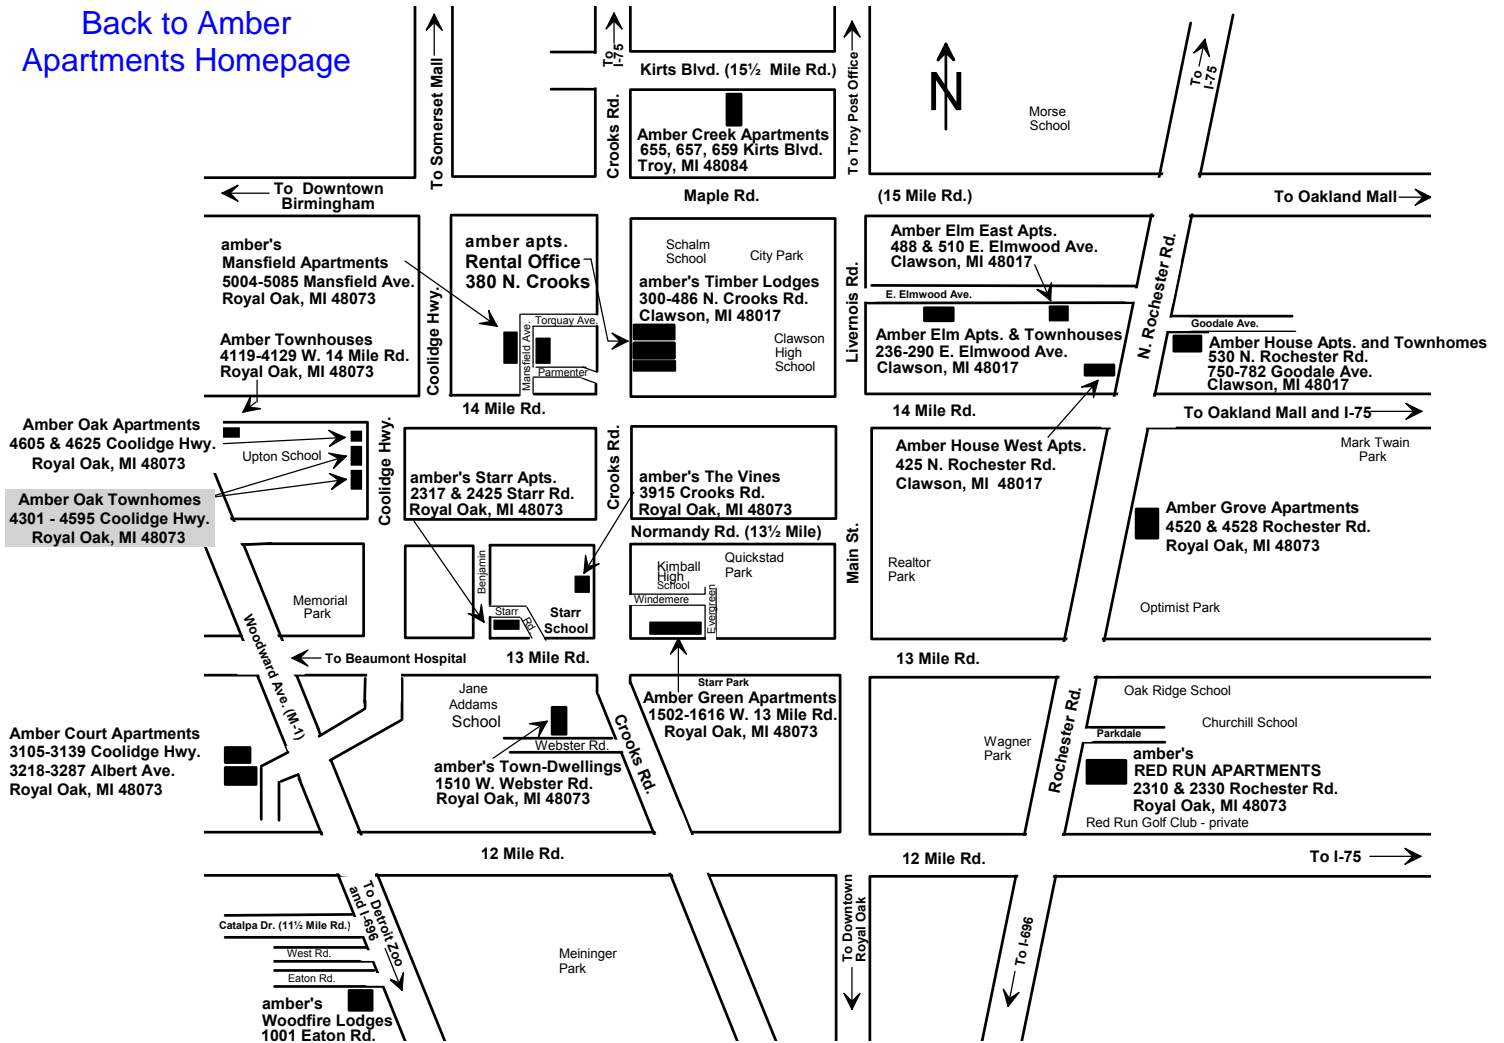 Back to Amber
Apartments Homepage
To Somerset Mall
To
I-75
Kirts Blvd. (15½ Mile Rd.)
To Troy Post Office
N
To
I-75
Morse
School
Crooks Rd.
Amber Creek Apartments
655, 657, 659 Kirts Blvd.
Troy, MI 48084
To Downtown
Birmingham
Maple Rd.
(15 Mile Rd.)
To Oakland Mall
amber's
Mansfield Apartments
5004-5085 Mansfield Ave.
Royal Oak, MI 48073
Coolidge Hwy.
amber apts.
Rental Office
380 N. Crooks
Schalm
School
City Park
amber's Timber Lodges
300-486 N. Crooks Rd.
Clawson, MI 48017
Clawson
High
School
Livernois Rd.
Amber Elm East Apts.
488 & 510 E. Elmwood Ave.
Clawson, MI 48017
E. Elmwood Ave.
N. Rochester Rd.
Amber Townhouses
4119-4129 W. 14 Mile Rd.
Royal Oak, MI 48073
Torquay Ave.
Mansfield Ave.
Parmenter
Amber Elm Apts. & Townhouses
236-290 E. Elmwood Ave.
Clawson, MI 48017
Goodale Ave.
Amber House Apts. and Townhomes
530 N. Rochester Rd.
750-782 Goodale Ave.
Clawson, MI 48017
14 Mile Rd.
14 Mile Rd.
To Oakland Mall and I-75
Amber Oak Apartments
4605 & 4625 Coolidge Hwy.
Royal Oak, MI 48073
Upton School
Coolidge Hwy.
Crooks Rd.
Amber House West Apts.
425 N. Rochester Rd.
Clawson, MI 48017
Mark Twain
Park
Amber Oak Townhomes
4301 - 4595 Coolidge Hwy.
Royal Oak, MI 48073
amber's Starr Apts.
2317 & 2425 Starr Rd.
Royal Oak, MI 48073
amber's The Vines
3915 Crooks Rd.
Royal Oak, MI 48073
Amber Grove Apartments
4520 & 4528 Rochester Rd.
Royal Oak, MI 48073
Normandy Rd. (13½ Mile)
Main St.
Memorial
Park
Benjamin
Starr
Rd
Starr
School
Kimball
High
School
Quickstad
Park
Windemere
Evergreen
Realtor
Park
Optimist Park
Woodward Ave. (M-1)
To Beaumont Hospital
13 Mile Rd.
13 Mile Rd.
Jane
Addams
School
Starr Park
Amber Green Apartments
1502-1616 W. 13 Mile Rd.
Royal Oak, MI 48073
Crooks Rd.
Rochester Rd.
Oak Ridge School
Churchill School
Parkdale
Amber Court Apartments
3105-3139 Coolidge Hwy.
3218-3287 Albert Ave.
Royal Oak, MI 48073
Webster Rd.
amber's Town-Dwellings
1510 W. Webster Rd.
Royal Oak, MI 48073
Wagner
Park
amber's
RED RUN APARTMENTS
2310 & 2330 Rochester Rd.
Royal Oak, MI 48073
Red Run Golf Club - private
12 Mile Rd.
12 Mile Rd.
To I-75
To Detroit Zoo
and I-696
To Downtown
Royal Oak
To I-696
Catalpa Dr. (11½ Mile Rd.)
West Rd.
Eaton Rd.
Meininger
Park
amber's
Woodfire Lodges
1001 Eaton Rd.